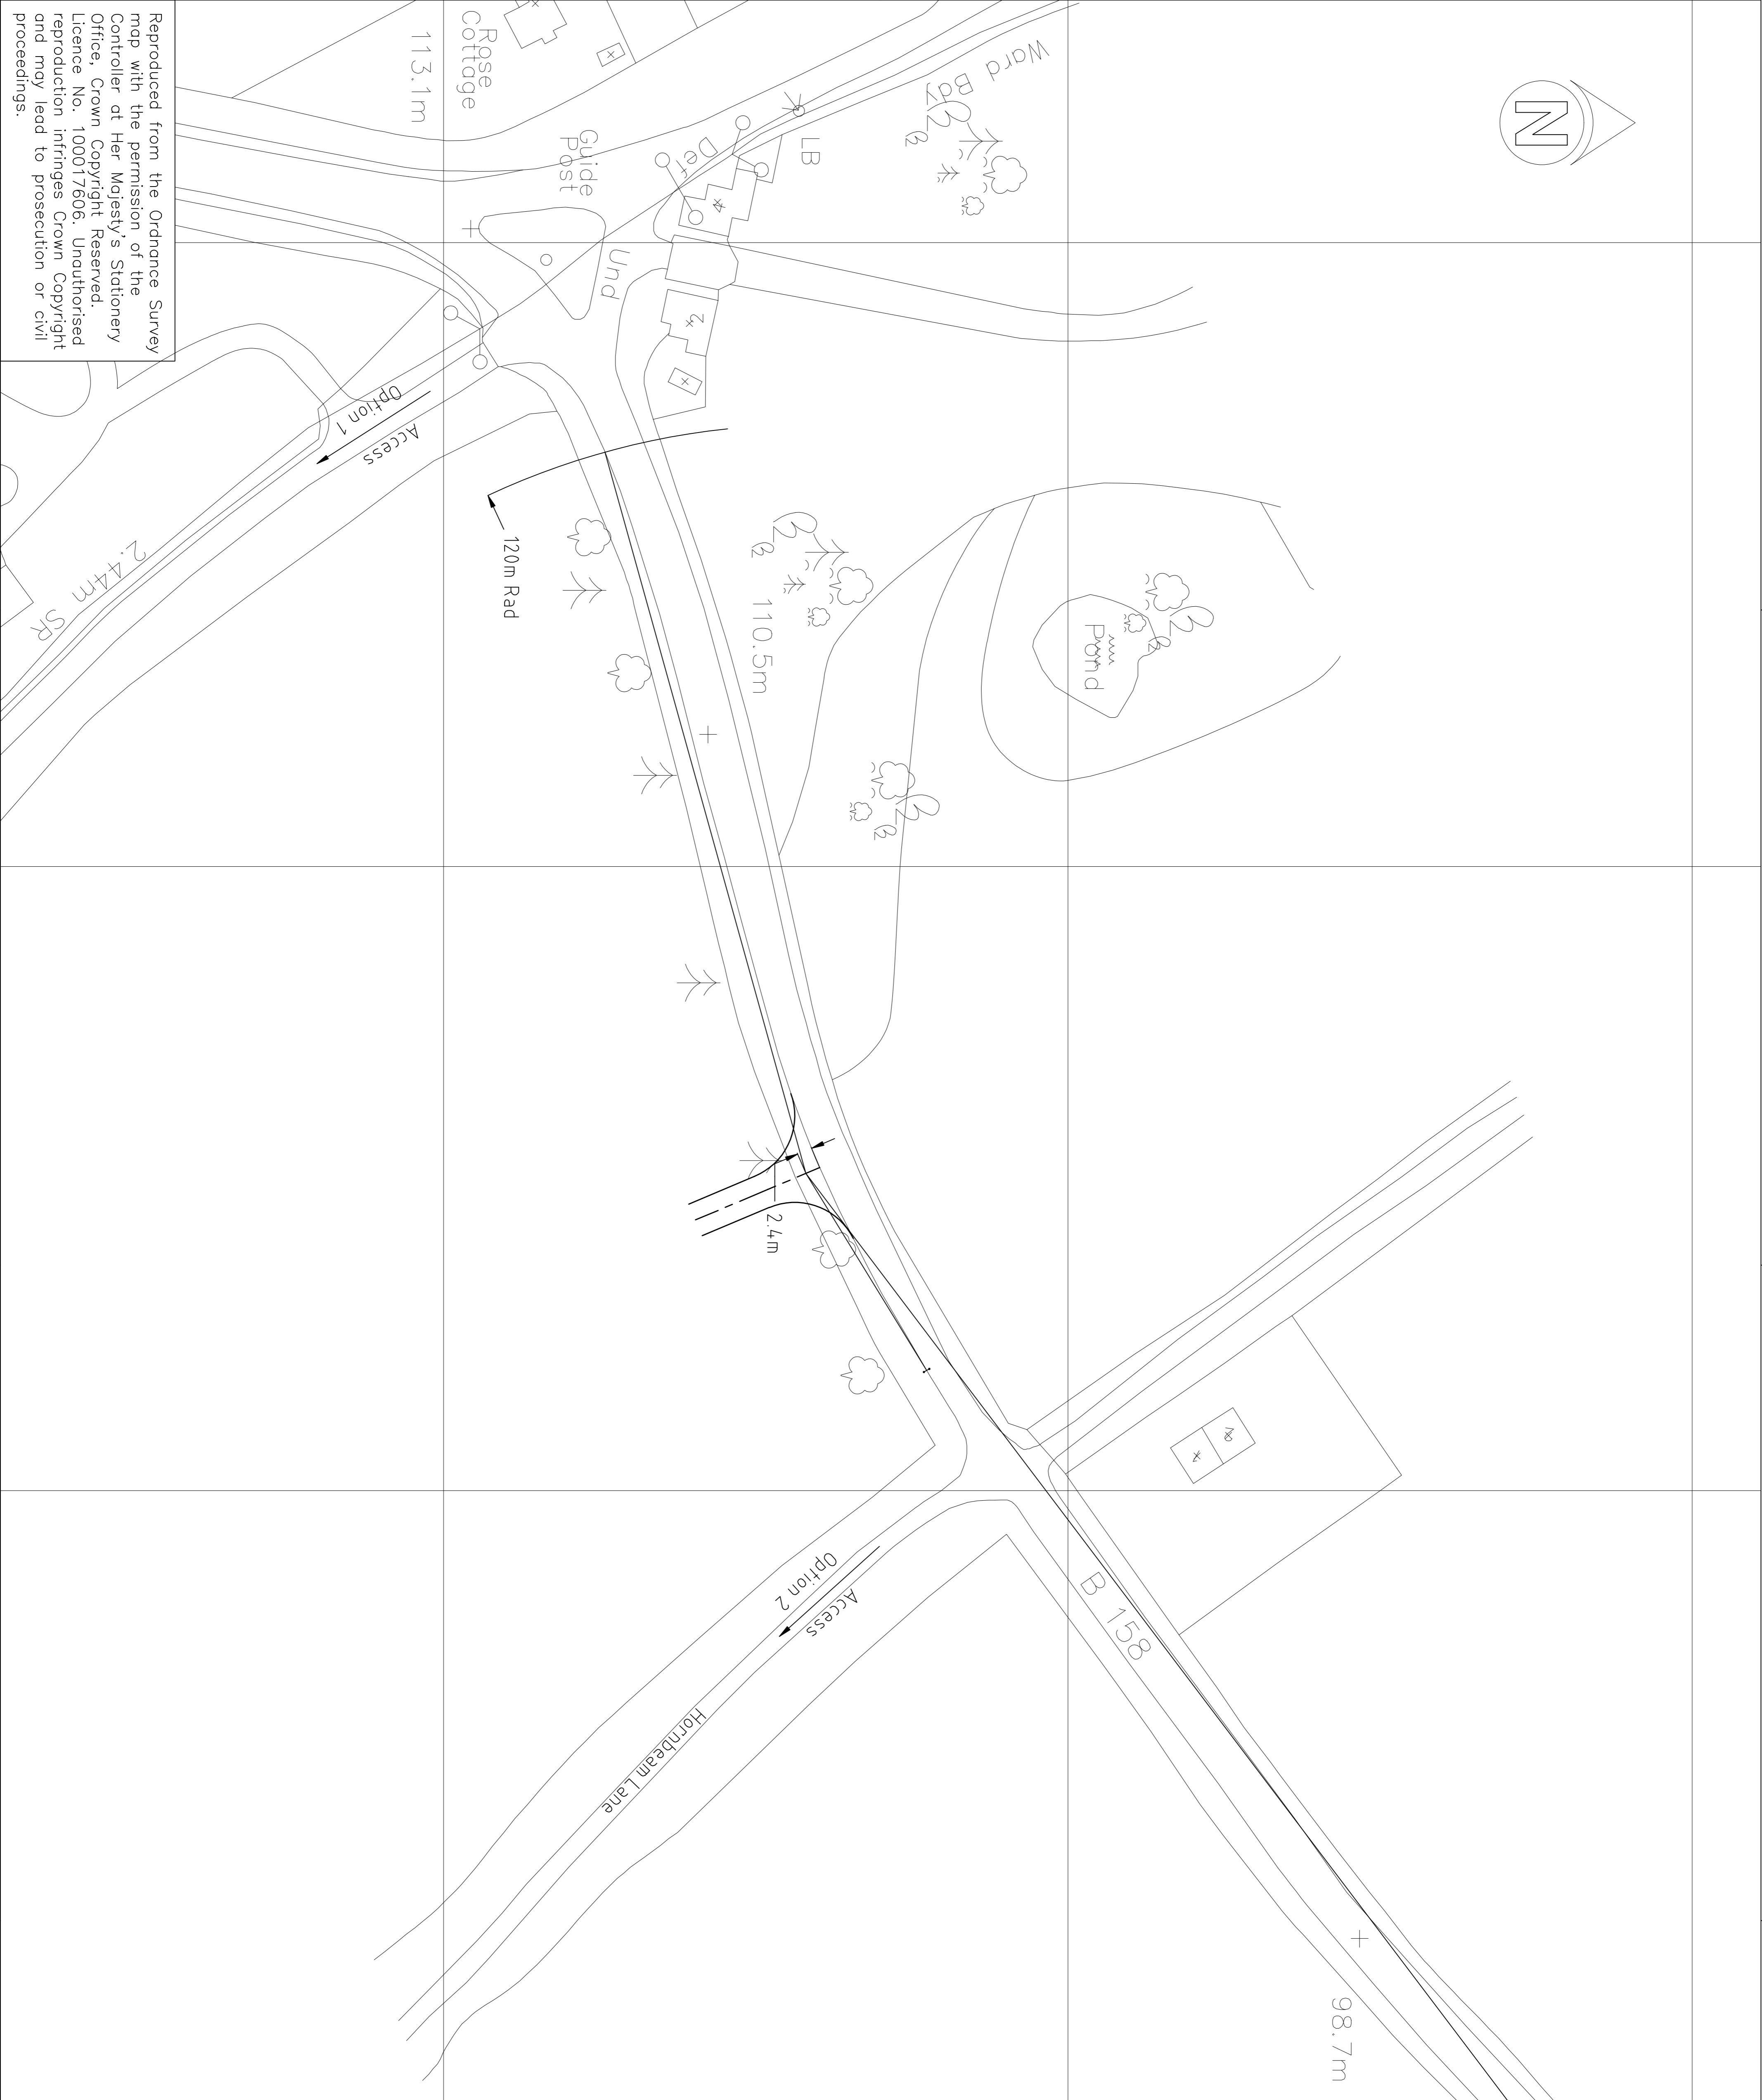 Reproduced from the Ordnance Survey
map with the permission of the
Controller at Her Majesty's Stationery
Office, Crown Copyright Reserved.
Licence No. 100017606. Unauthorised
reproduction infringes Crown Copyright
and may lead to prosecution or civil
proceedings.
N
Ward Bdy
LB
Rose
Cottage
113.1m
Guide
Post
Def
Und
2
Option 1
Access
2.44m SR
120m Rad
110.5m
Pond
2.4m
Option 2
Access
Hornbeam Lane
B 158
98.7m